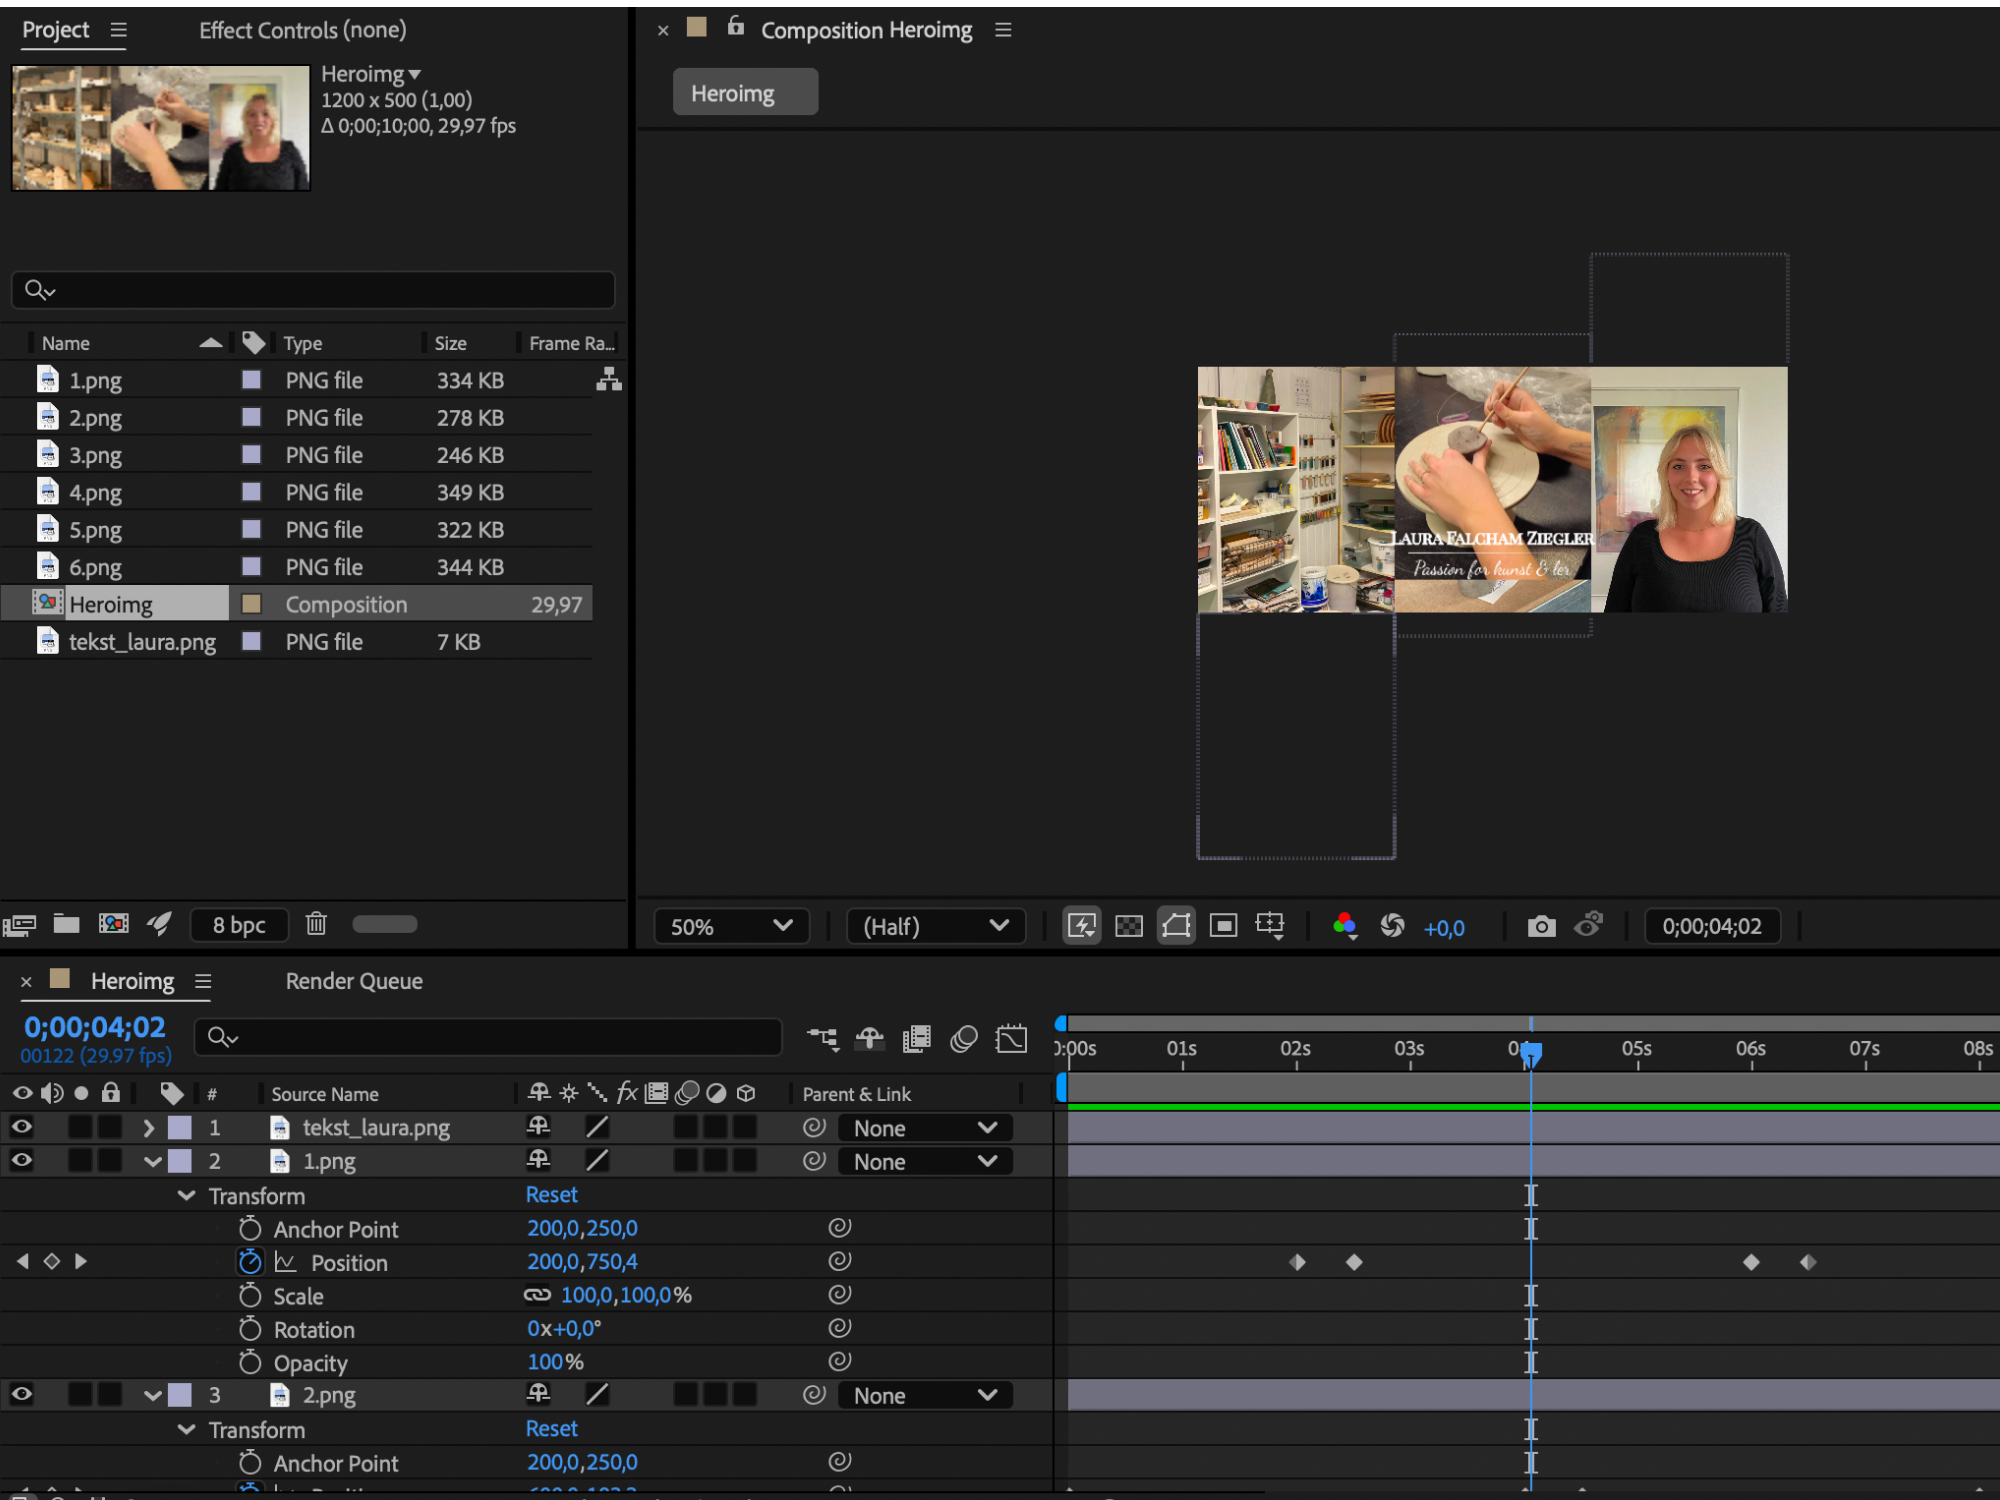 Project
Effect Controls (none)
Heroimg
1200 x 500 (1,00)
Δ 0;00;10;00, 29,97 fps
Name Type Size Frame Ra...
1.png PNG file 334 KB
2.png PNG file 278 KB
3.png PNG file 246 KB
4.png PNG file 349 KB
5.png PNG file 322 KB
6.png PNG file 344 KB
Heroimg Composition 29,97
tekst_laura.png PNG file 7 KB
8 bpc
Composition Heroimg
Heroimg
LAURA FALCHAM ZIEGLER
Passion for kunst & ler
50% (Half) +0,0 0;00;04;02
Heroimg
Render Queue
0;00;04;02
00122 (29.97 fps)
0:00s 01s 02s 03s 05s 06s 07s 08s
# Source Name fx Parent & Link
1 tekst_laura.png None
2 1.png None
Transform Reset
Anchor Point 200,0,250,0
Position 200,0,750,4
Scale 100,0,100,0%
Rotation 0x+0,0°
Opacity 100%
3 2.png None
Transform Reset
Anchor Point 200,0,250,0